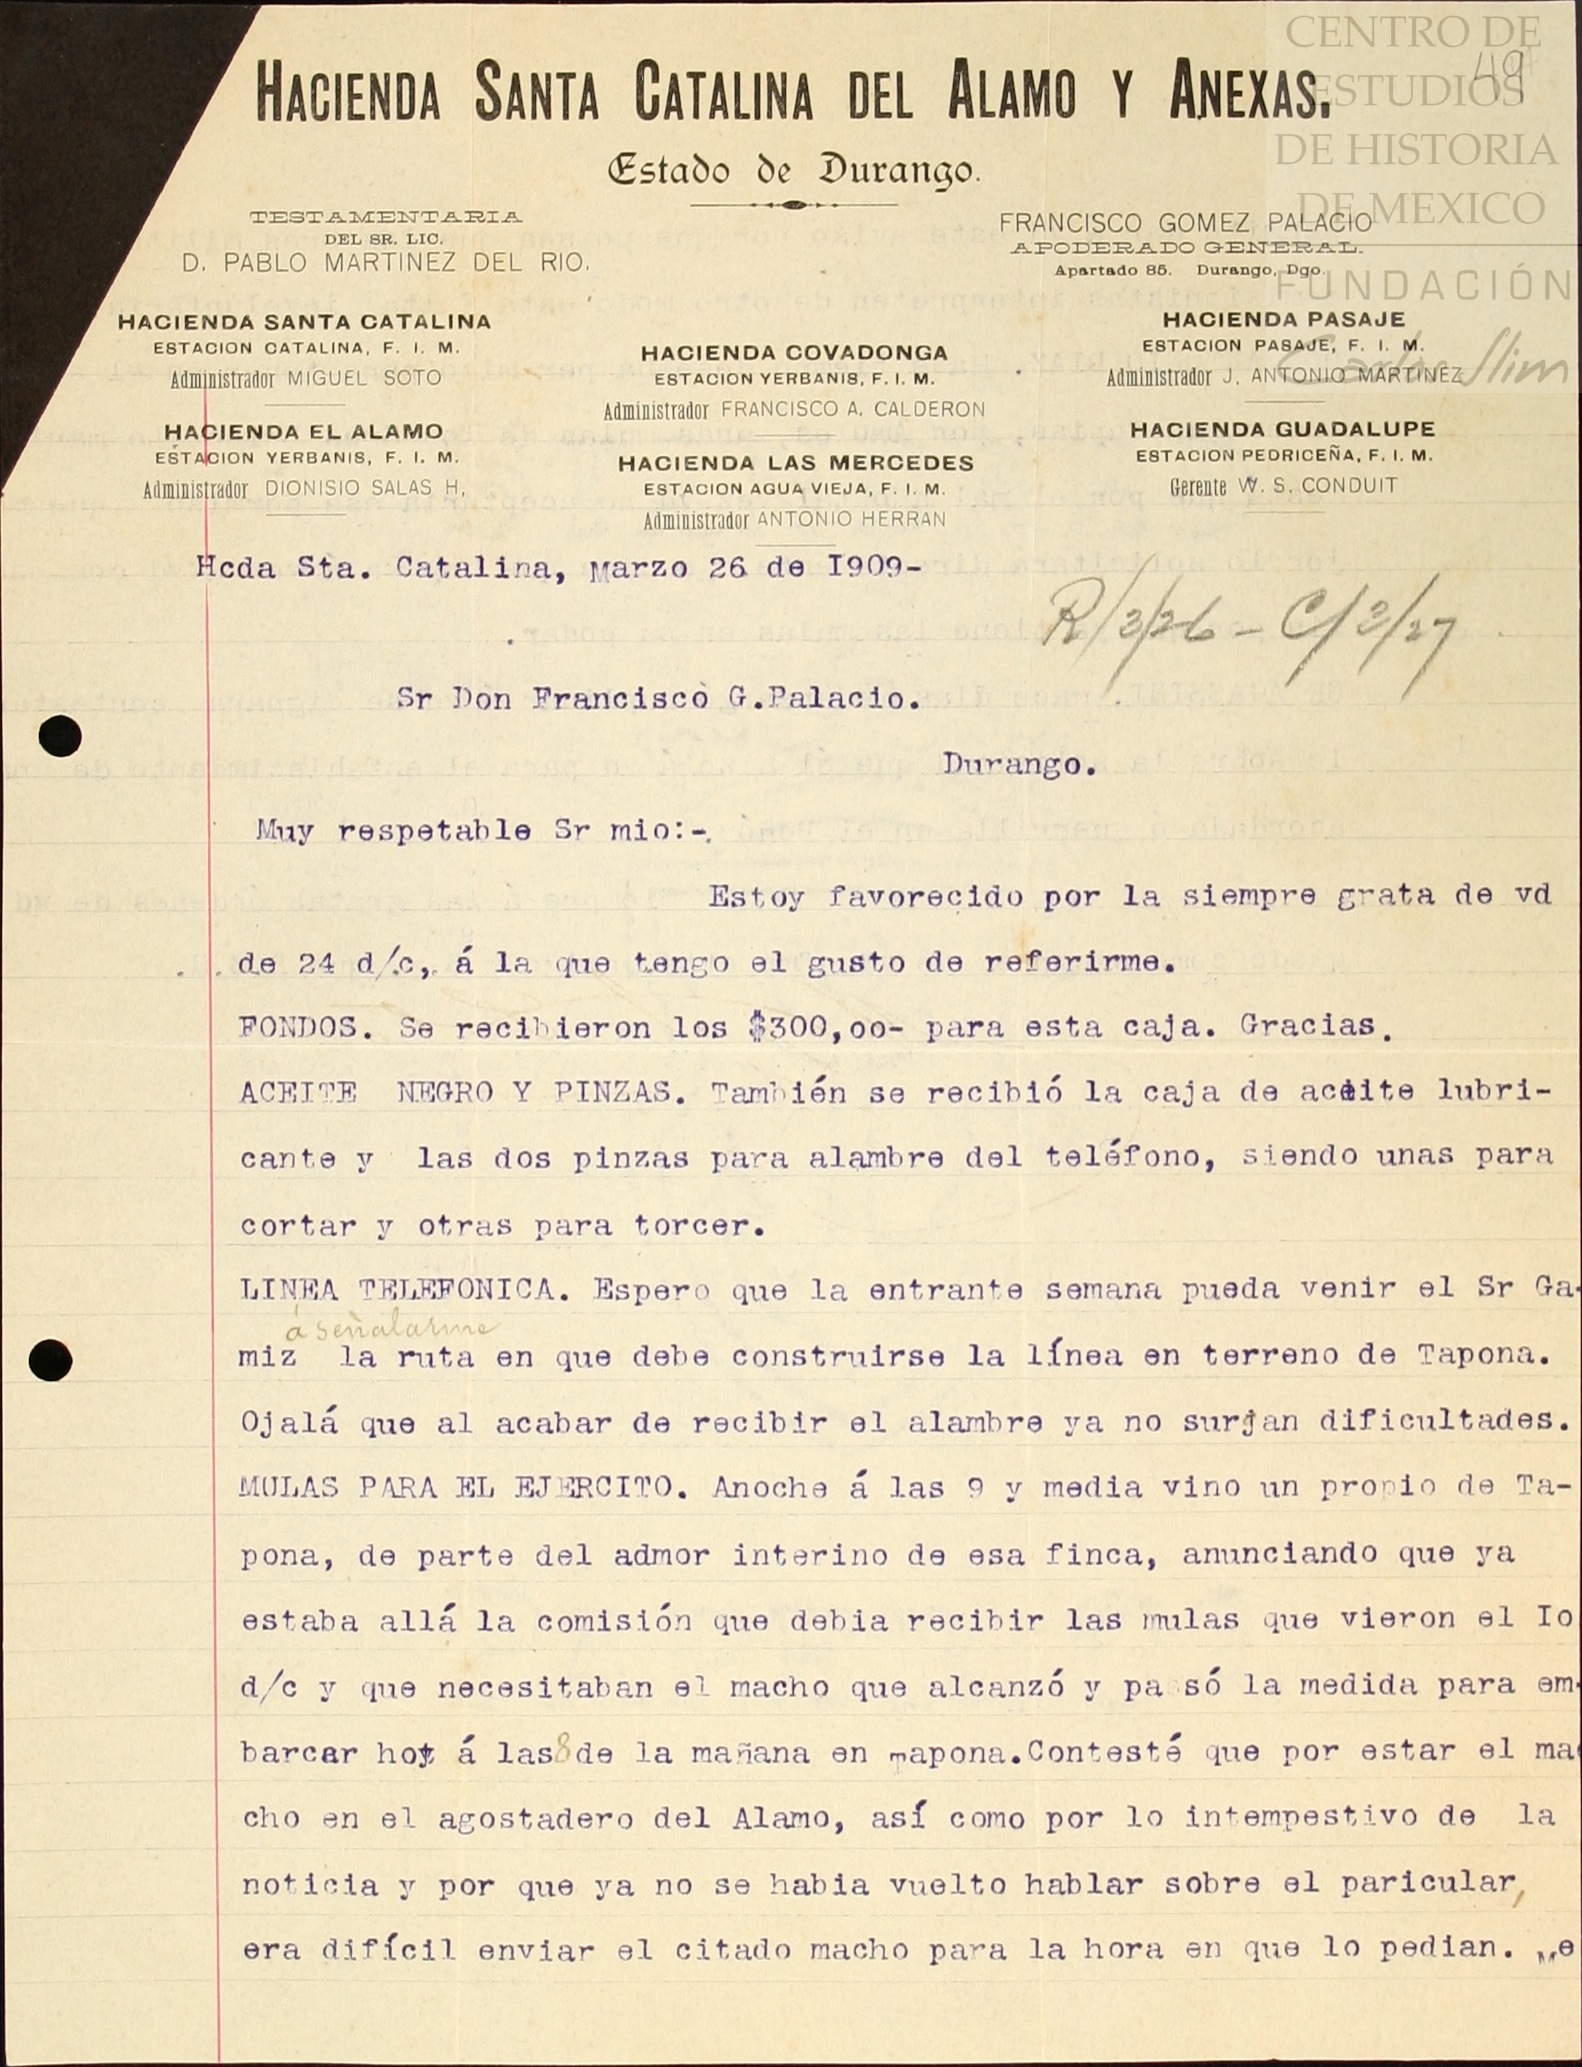 CENTRO DE
ESTUDIOS
DE HISTORIA
DE MEXICO
FUNDACIÓN
Carlos Slim
HACIENDA SANTA CATALINA DEL ALAMO Y ANEXAS.
Estado de Durango.
TESTAMENTARIA
DEL SR. LIC.
D. PABLO MARTINEZ DEL RIO.
FRANCISCO GOMEZ PALACIO
APODERADO GENERAL.
Apartado 85. Durango, Dgo.
HACIENDA SANTA CATALINA
ESTACION CATALINA, F. I. M.
Administrador MIGUEL SOTO
HACIENDA EL ALAMO
ESTACION YERBANIS, F. I. M.
Administrador DIONISIO SALAS H,
HACIENDA COVADONGA
ESTACION YERBANIS, F. I. M.
Administrador FRANCISCO A. CALDERON
HACIENDA LAS MERCEDES
ESTACION AGUA VIEJA, F. I. M.
Administrador ANTONIO HERRAN
HACIENDA PASAJE
ESTACION PASAJE, F. I. M.
Administrador J. ANTONIO MARTINEZ
HACIENDA GUADALUPE
ESTACION PEDRICEÑA, F. I. M.
Gerente W. S. CONDUIT
Hcda Sta. Catalina, Marzo 26 de I909-
R/3/26 - C/3/27
Sr Don Francisco G.Palacio.
Durango.
Muy respetable Sr mio:-.
Estoy favorecido por la siempre grata de vd
de 24 d/c, á la que tengo el gusto de referirme.
FONDOS. Se recibieron los $300,oo- para esta caja. Gracias.
ACEITE NEGRO Y PINZAS. También se recibió la caja de aceite lubri-
cante y las dos pinzas para alambre del teléfono, siendo unas para
cortar y otras para torcer.
LINEA TELEFONICA. Espero que la entrante semana pueda venir el Sr Ga-
á señalarme
miz la ruta en que debe construirse la línea en terreno de Tapona.
Ojalá que al acabar de recibir el alambre ya no surjan dificultades.
MULAS PARA EL EJERCITO. Anoche á las 9 y media vino un propio de Ta-
pona, de parte del admor interino de esa finca, anunciando que ya
estaba allá la comisión que debia recibir las mulas que vieron el Io
d/c y que necesitaban el macho que alcanzó y pa só la medida para em-
barcar hoy á las 8 de la mañana en Tapona.Contesté que por estar el ma
cho en el agostadero del Alamo, así como por lo intempestivo de la
noticia y por que ya no se habia vuelto hablar sobre el paricular,
era difícil enviar el citado macho para la hora en que lo pedian. Me